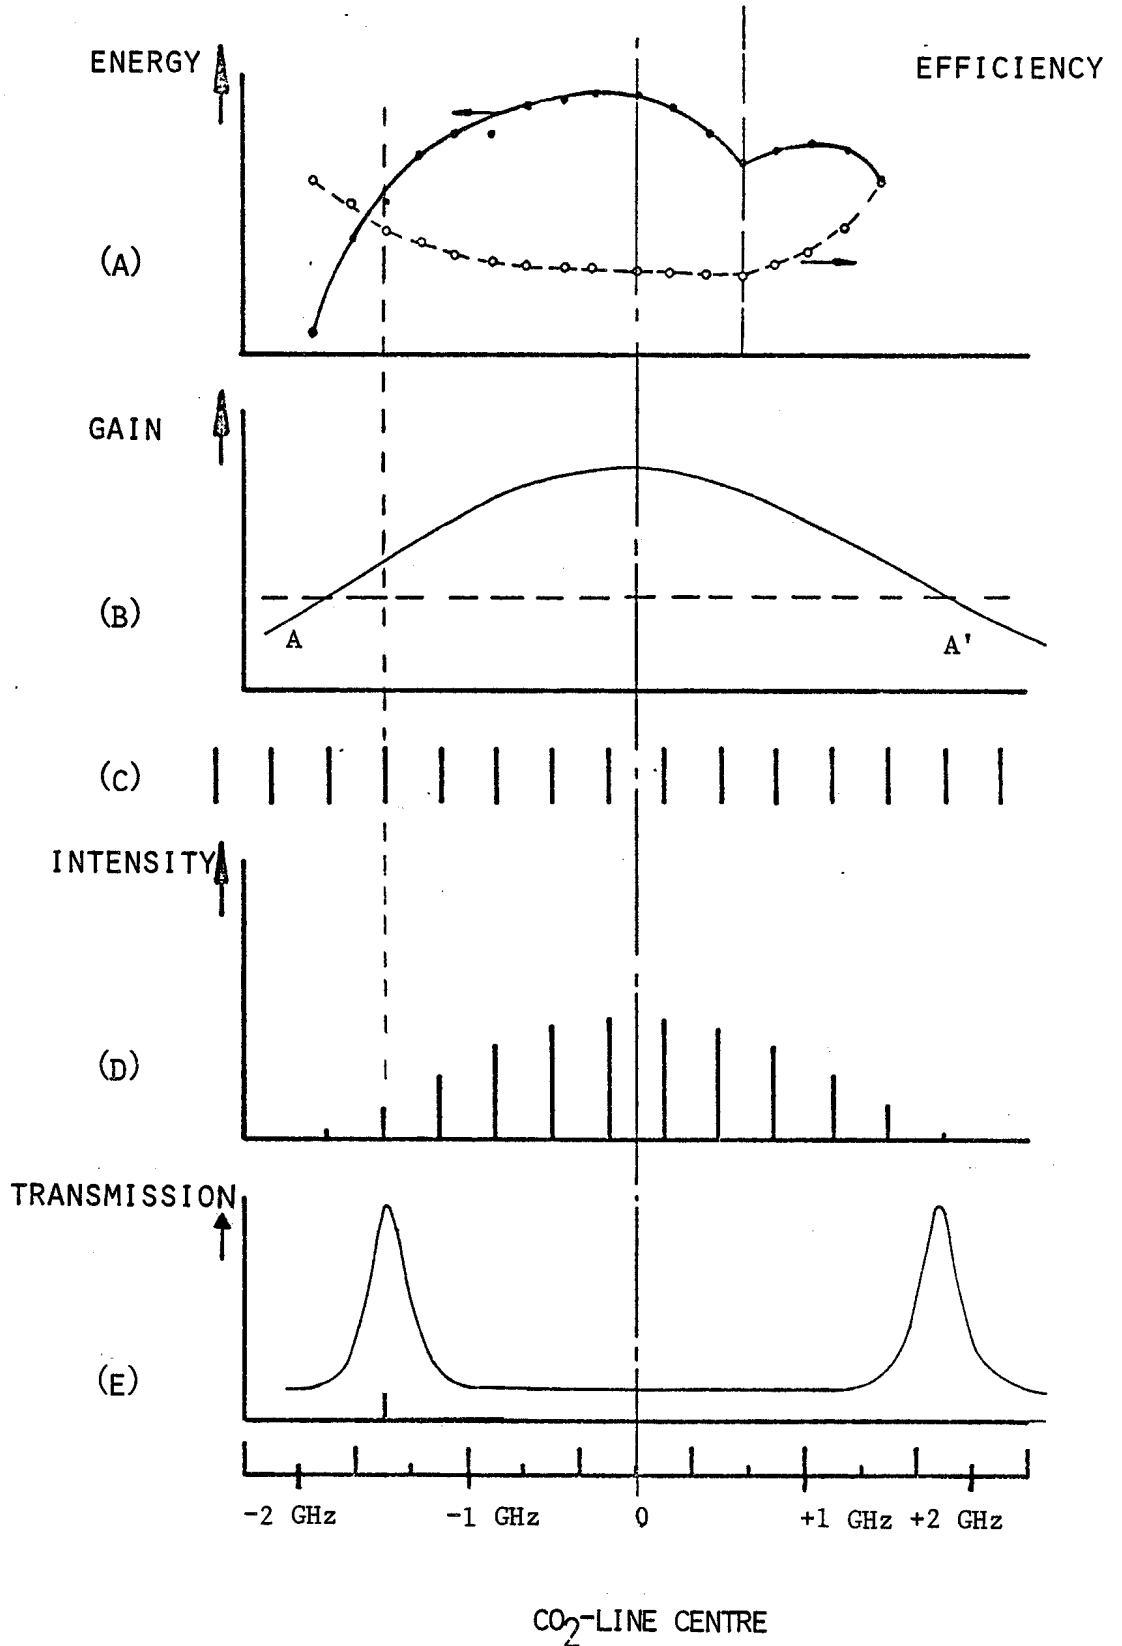 ENERGY
EFFICIENCY
(A)
GAIN
(B)
A
A'
(C)
INTENSITY
(D)
TRANSMISSION
(E)
-2 GHz -1 GHz 0 +1 GHz +2 GHz
CO2-LINE CENTRE